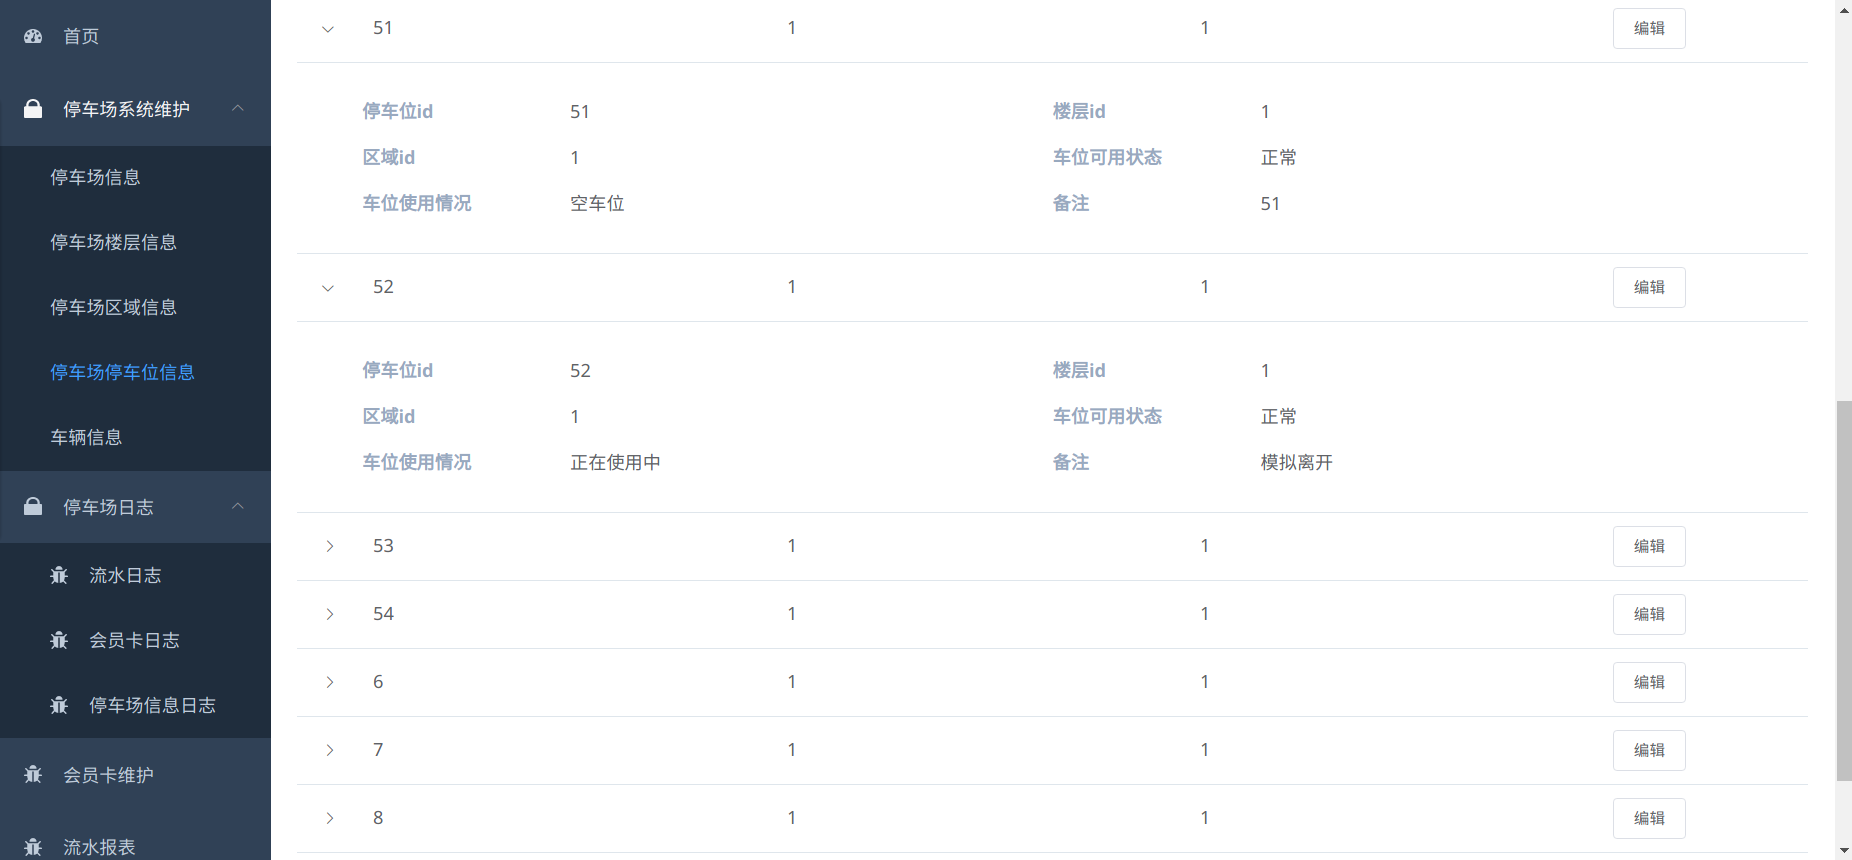 首页
停车场系统维护
停车场信息
停车场楼层信息
停车场区域信息
停车场停车位信息
车辆信息
停车场日志
流水日志
会员卡日志
停车场信息日志
会员卡维护
流水报表
51 1 1 编辑
停车位id 51 楼层id 1
区域id 1 车位可用状态 正常
车位使用情况 空车位 备注 51
52 1 1 编辑
停车位id 52 楼层id 1
区域id 1 车位可用状态 正常
车位使用情况 正在使用中 备注 模拟离开
53 1 1 编辑
54 1 1 编辑
6 1 1 编辑
7 1 1 编辑
8 1 1 编辑